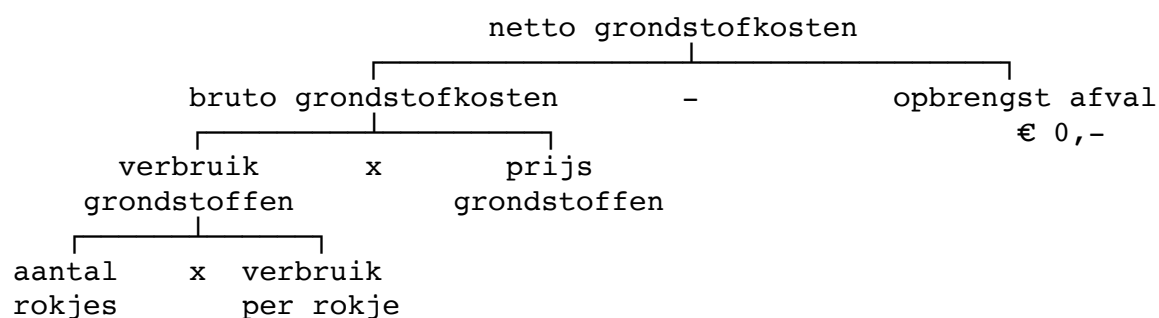 netto grondstofkosten
bruto grondstofkosten - opbrengst afval
€ 0,-
verbruik x prijs
grondstoffen grondstoffen
aantal x verbruik
rokjes per rokje